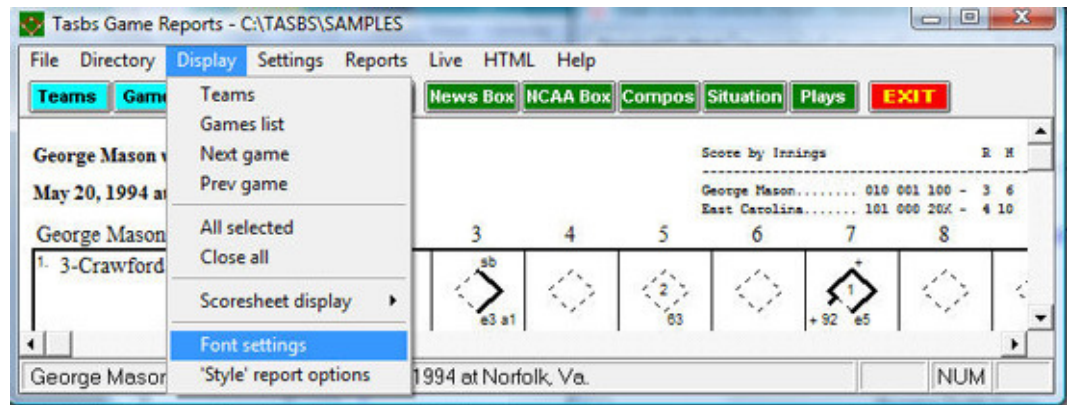 Tasbs Game Reports - C:\TASBS\SAMPLES
File Directory Display Settings Reports Live HTML Help
Teams Game News Box NCAA Box Compos Situation Plays EXIT
Teams
Games list
Next game
Prev game
All selected
Close all
Scoresheet display
Font settings
'Style' report options
George Mason v
Score by Innings R H
May 20, 1994 at
George Mason........ 010 001 100 - 3 6
East Carolina....... 101 000 20X - 4 10
George Mason 3 4 5 6 7 8
1. 3-Crawford
sb +
2 1
e3 a1 63 + 92 e5
George Mason 1994 at Norfolk, Va. NUM